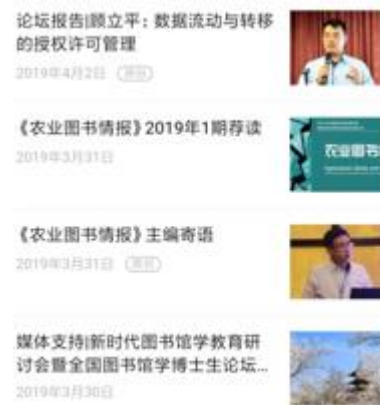 论坛报告|顾立平：数据流动与转移
的授权许可管理
2019年4月2日 原创
《农业图书情报》2019年1期荐读
2019年3月31日
农业图书
《农业图书情报》主编寄语
2019年3月31日 原创
媒体支持|新时代图书馆学教育研
讨会暨全国图书馆学博士生论坛...
2019年3月30日